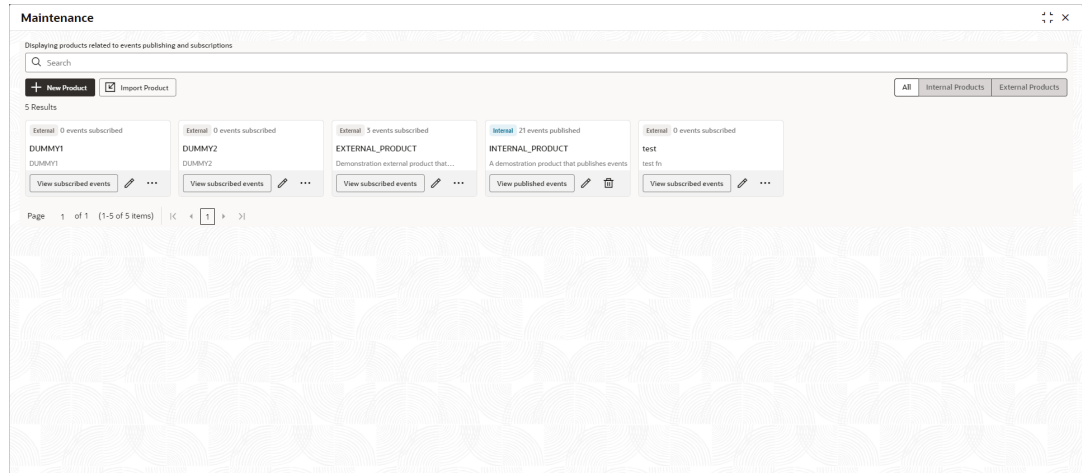 Maintenance
Displaying products related to events publishing and subscriptions
Search
New Product Import Product All Internal Products External Products
5 Results
External 0 events subscribed External 0 events subscribed External 3 events subscribed Internal 21 events published External 0 events subscribed
DUMMY1 DUMMY2 EXTERNAL_PRODUCT INTERNAL_PRODUCT test
DUMMY1 DUMMY2 Demonstration external product that.... A demostration product that publishes events test fn
View subscribed events View subscribed events View subscribed events View published events View subscribed events
Page 1 of 1 (1-5 of 5 items) 1